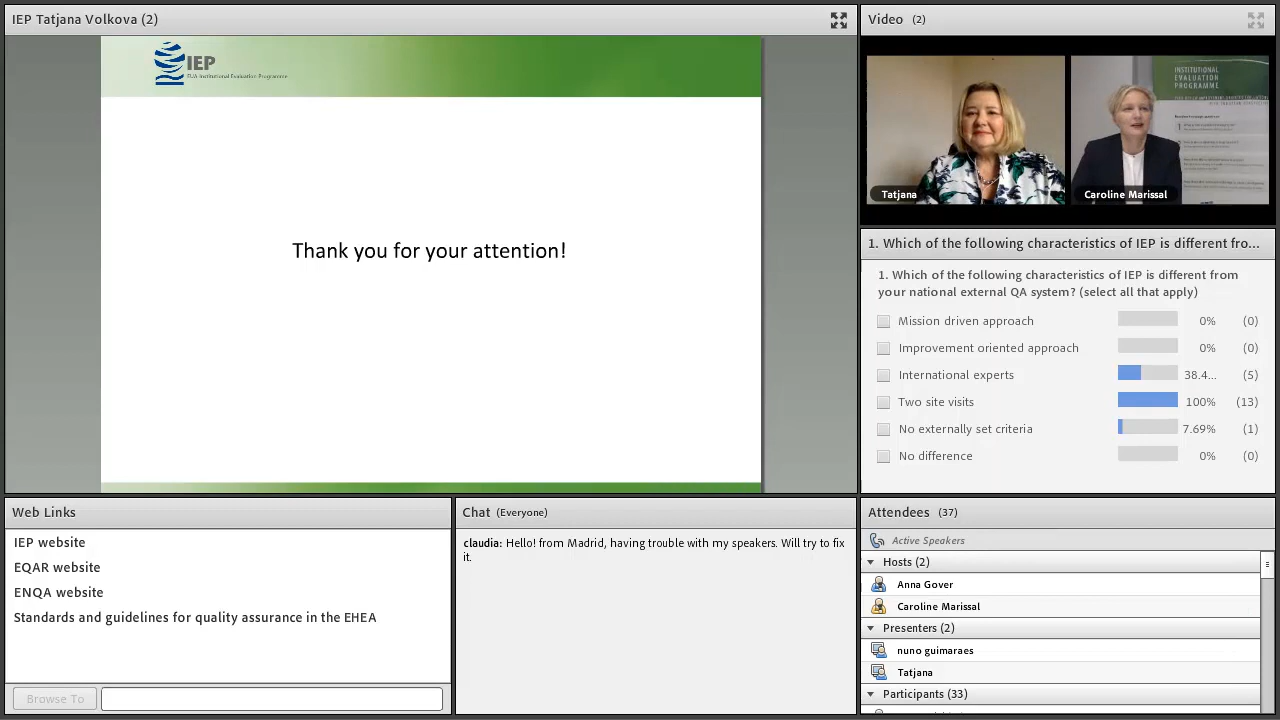 IEP Tatjana Volkova (2)
IEP
EUA Institutional Evaluation Programme
Thank you for your attention!
Video (2)
INSTITUTIONAL
EVALUATION
PROGRAMME
Tatjana
Caroline Marissal
1. Which of the following characteristics of IEP is different fro...
1. Which of the following characteristics of IEP is different from
your national external QA system? (select all that apply)
Mission driven approach 0% (0)
Improvement oriented approach 0% (0)
International experts 38.4... (5)
Two site visits 100% (13)
No externally set criteria 7.69% (1)
No difference 0% (0)
Web Links
IEP website
EQAR website
ENQA website
Standards and guidelines for quality assurance in the EHEA
Browse To
Chat (Everyone)
claudia: Hello! from Madrid, having trouble with my speakers. Will try to fix
it.
Attendees (37)
Active Speakers
Hosts (2)
Anna Gover
Caroline Marissal
Presenters (2)
nuno guimaraes
Tatjana
Participants (33)